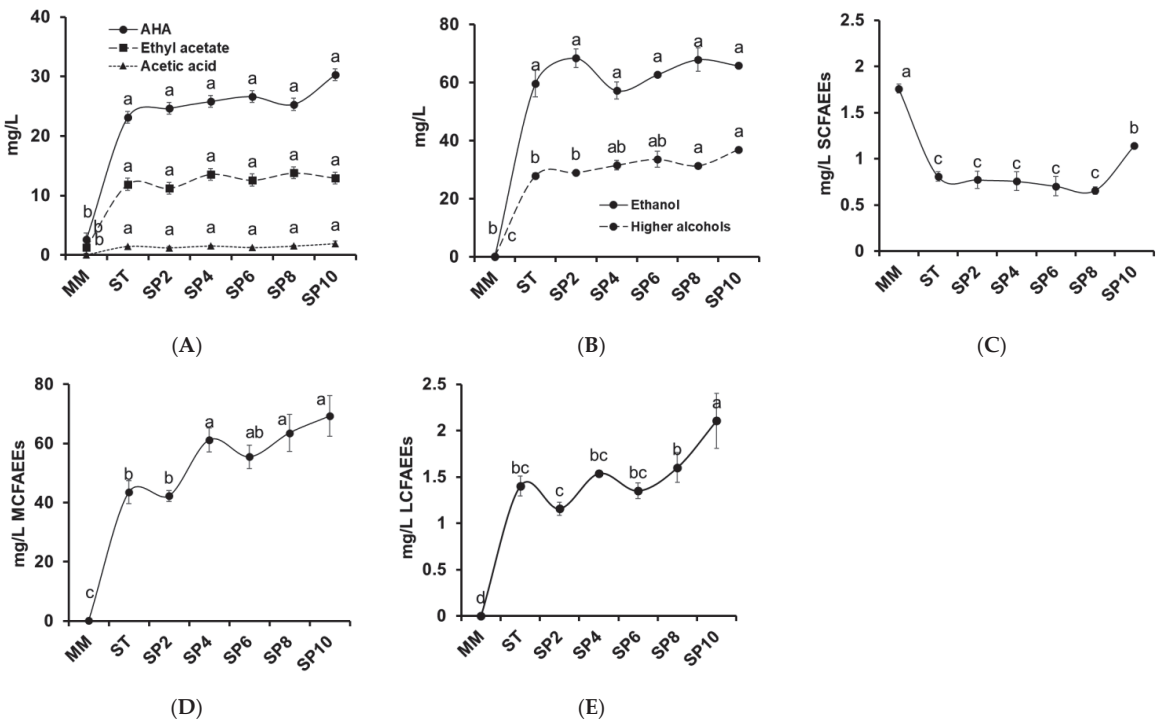 40
30
20
10
0
mg/L
AHA
Ethyl acetate
Acetic acid
a a a a a a
a a a a a a
a a a a a a
b
b
b
MM ST SP2 SP4 SP6 SP8 SP10
(A)
80
60
40
20
0
mg/L
a a a a a a
b b ab ab a a
b c
Ethanol
Higher alcohols
MM ST SP2 SP4 SP6 SP8 SP10
(B)
2.5
2
1.5
1
0.5
0
mg/L SCFAEEs
a c c c c c b
MM ST SP2 SP4 SP6 SP8 SP10
(C)
80
60
40
20
0
mg/L MCFAEEs
c b b a ab a a
MM ST SP2 SP4 SP6 SP8 SP10
(D)
2.5
2
1.5
1
0.5
0
mg/L LCFAEEs
d bc c bc bc b a
MM ST SP2 SP4 SP6 SP8 SP10
(E)